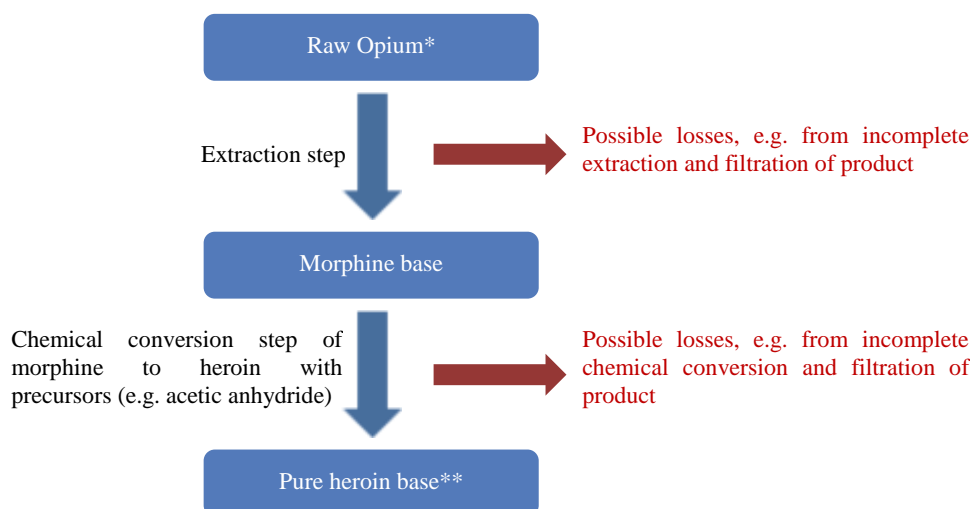 Raw Opium*
Extraction step
Possible losses, e.g. from incomplete
extraction and filtration of product
Morphine base
Chemical conversion step of
morphine to heroin with
precursors (e.g. acetic anhydride)
Possible losses, e.g. from incomplete
chemical conversion and filtration of
product
Pure heroin base**